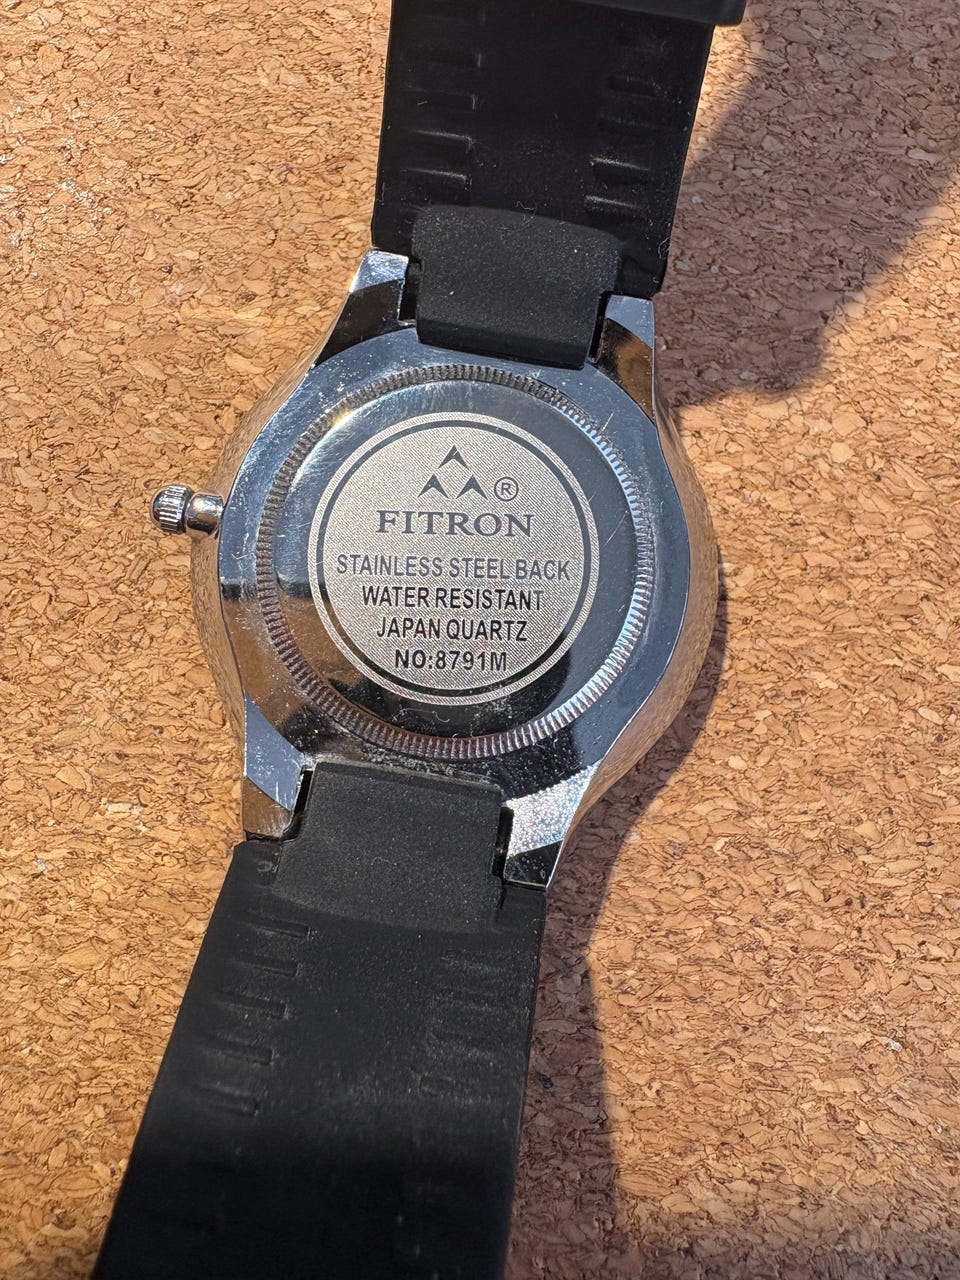 ®
FITRON
STAINLESS STEEL BACK
WATER RESISTANT
JAPAN QUARTZ
NO:8791M